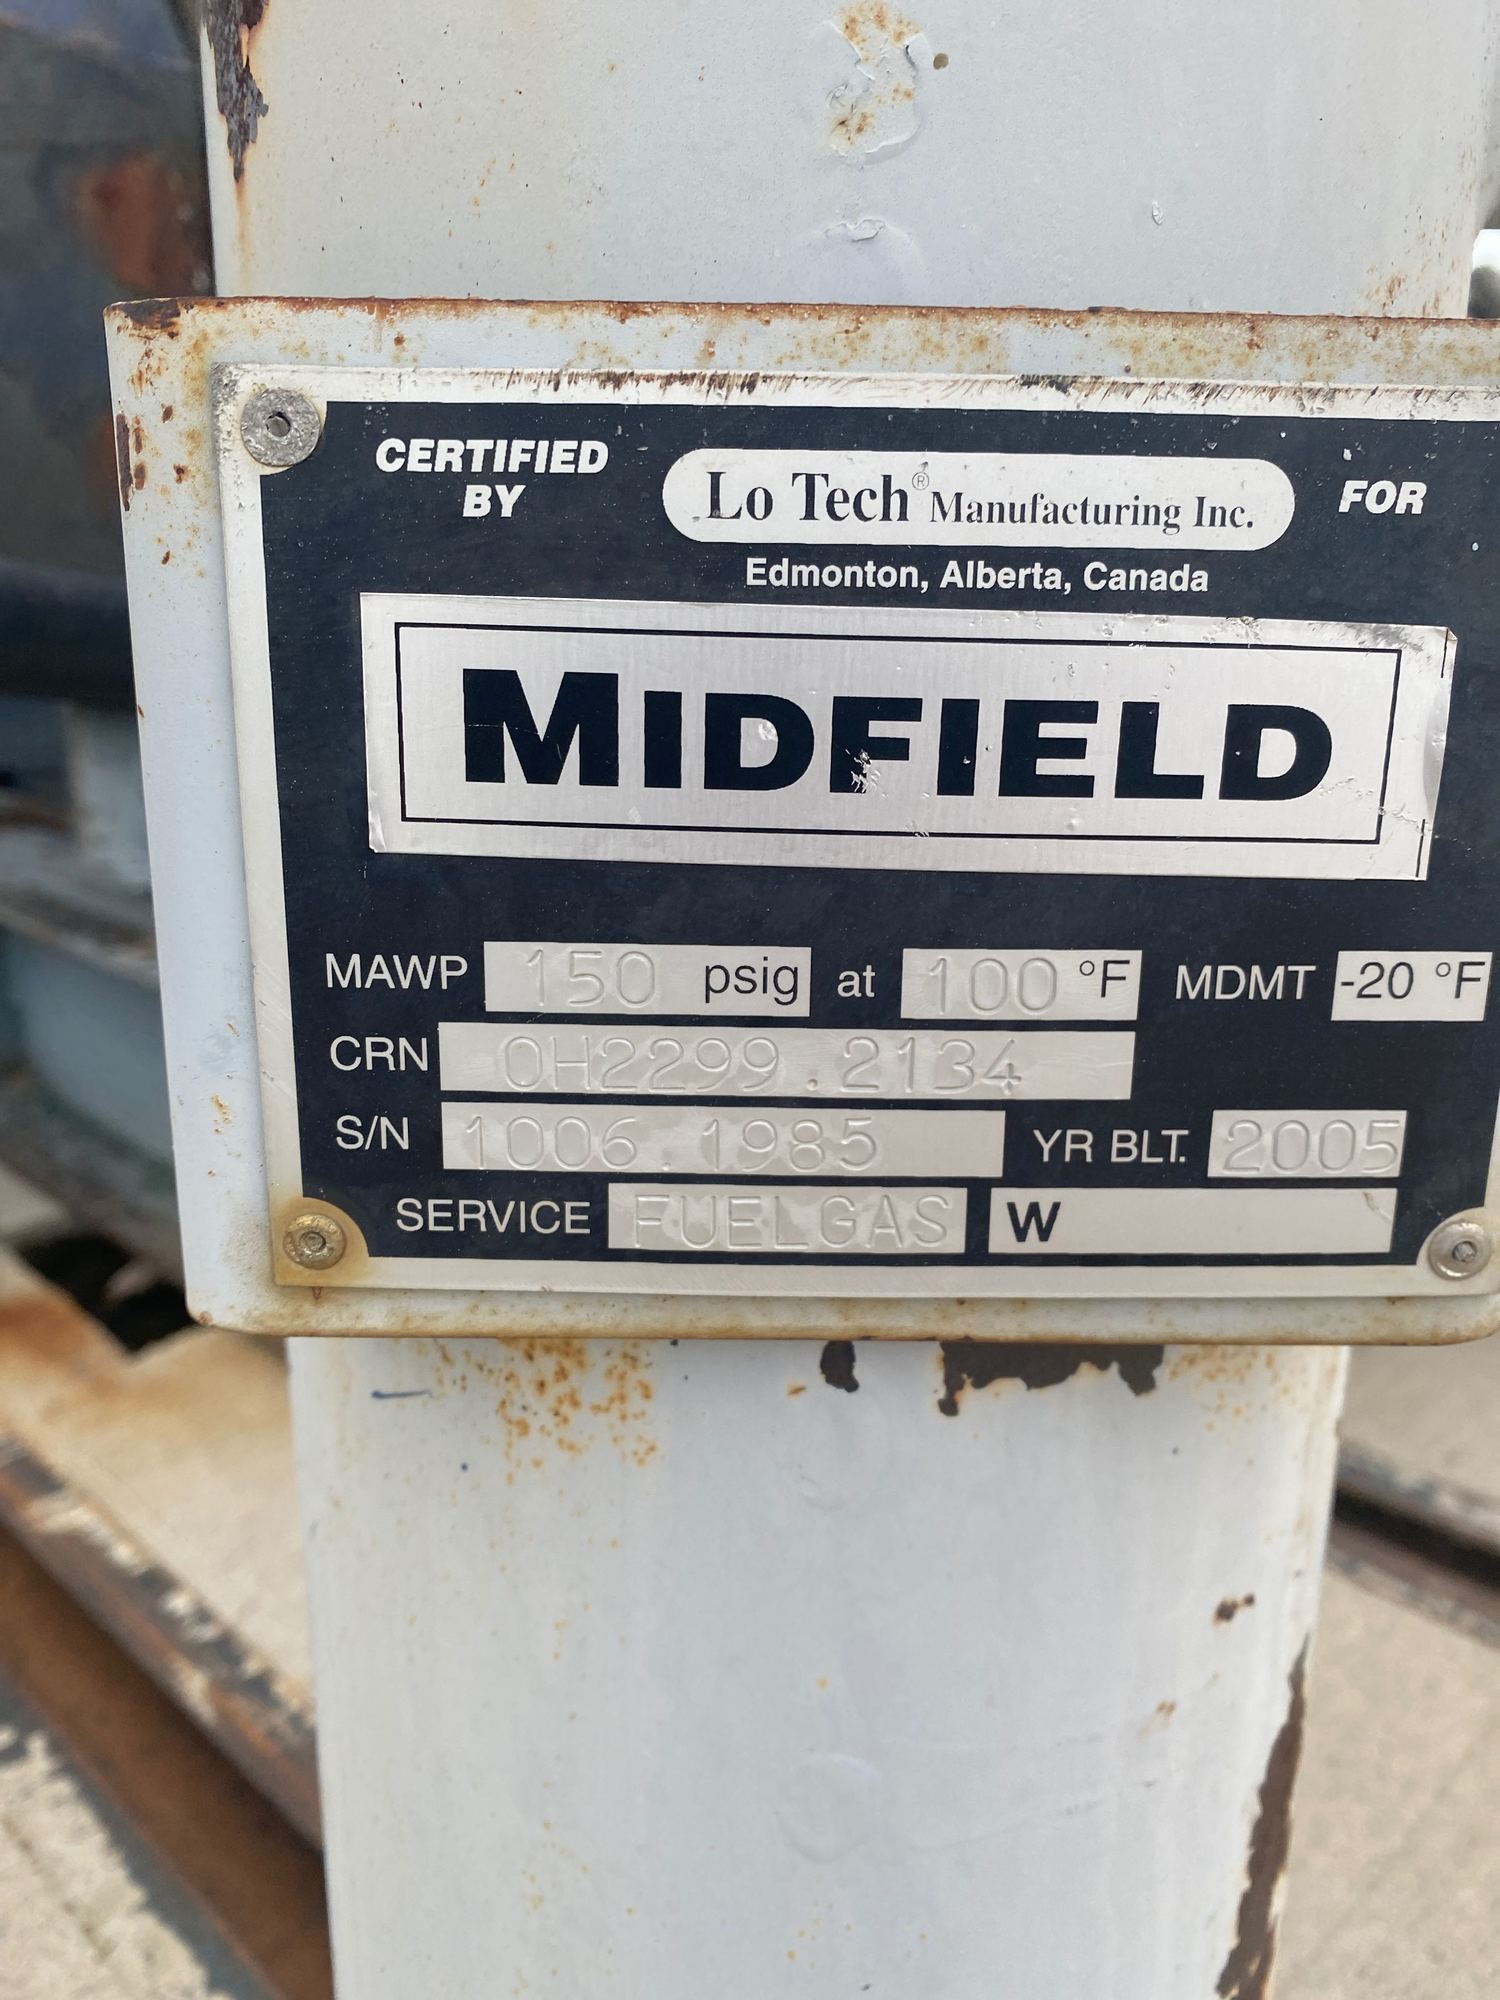 CERTIFIED BY Lo Tech® Manufacturing Inc. FOR
Edmonton, Alberta, Canada
MIDFIELD
MAWP 150 psig at 100 °F MDMT -20 °F
CRN 0H2299.2134
S/N 1006.1985 YR BLT. 2005
SERVICE FUELGAS W